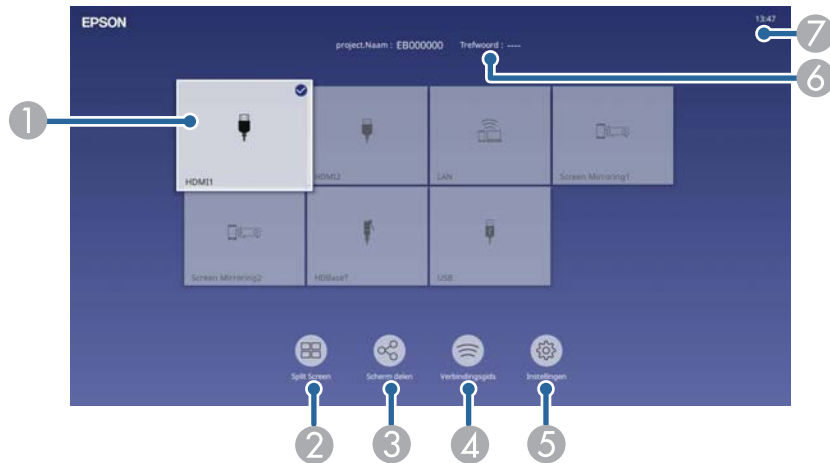 EPSON
13:47
project.Naam : EB000000 Trefwoord : ----
7
6
1
HDMI1
HDMI2
LAN
Screen Mirroring1
Screen Mirroring2
HDBaseT
USB
Split Screen
Scherm delen
Verbindingsgids
Instellingen
2
3
4
5